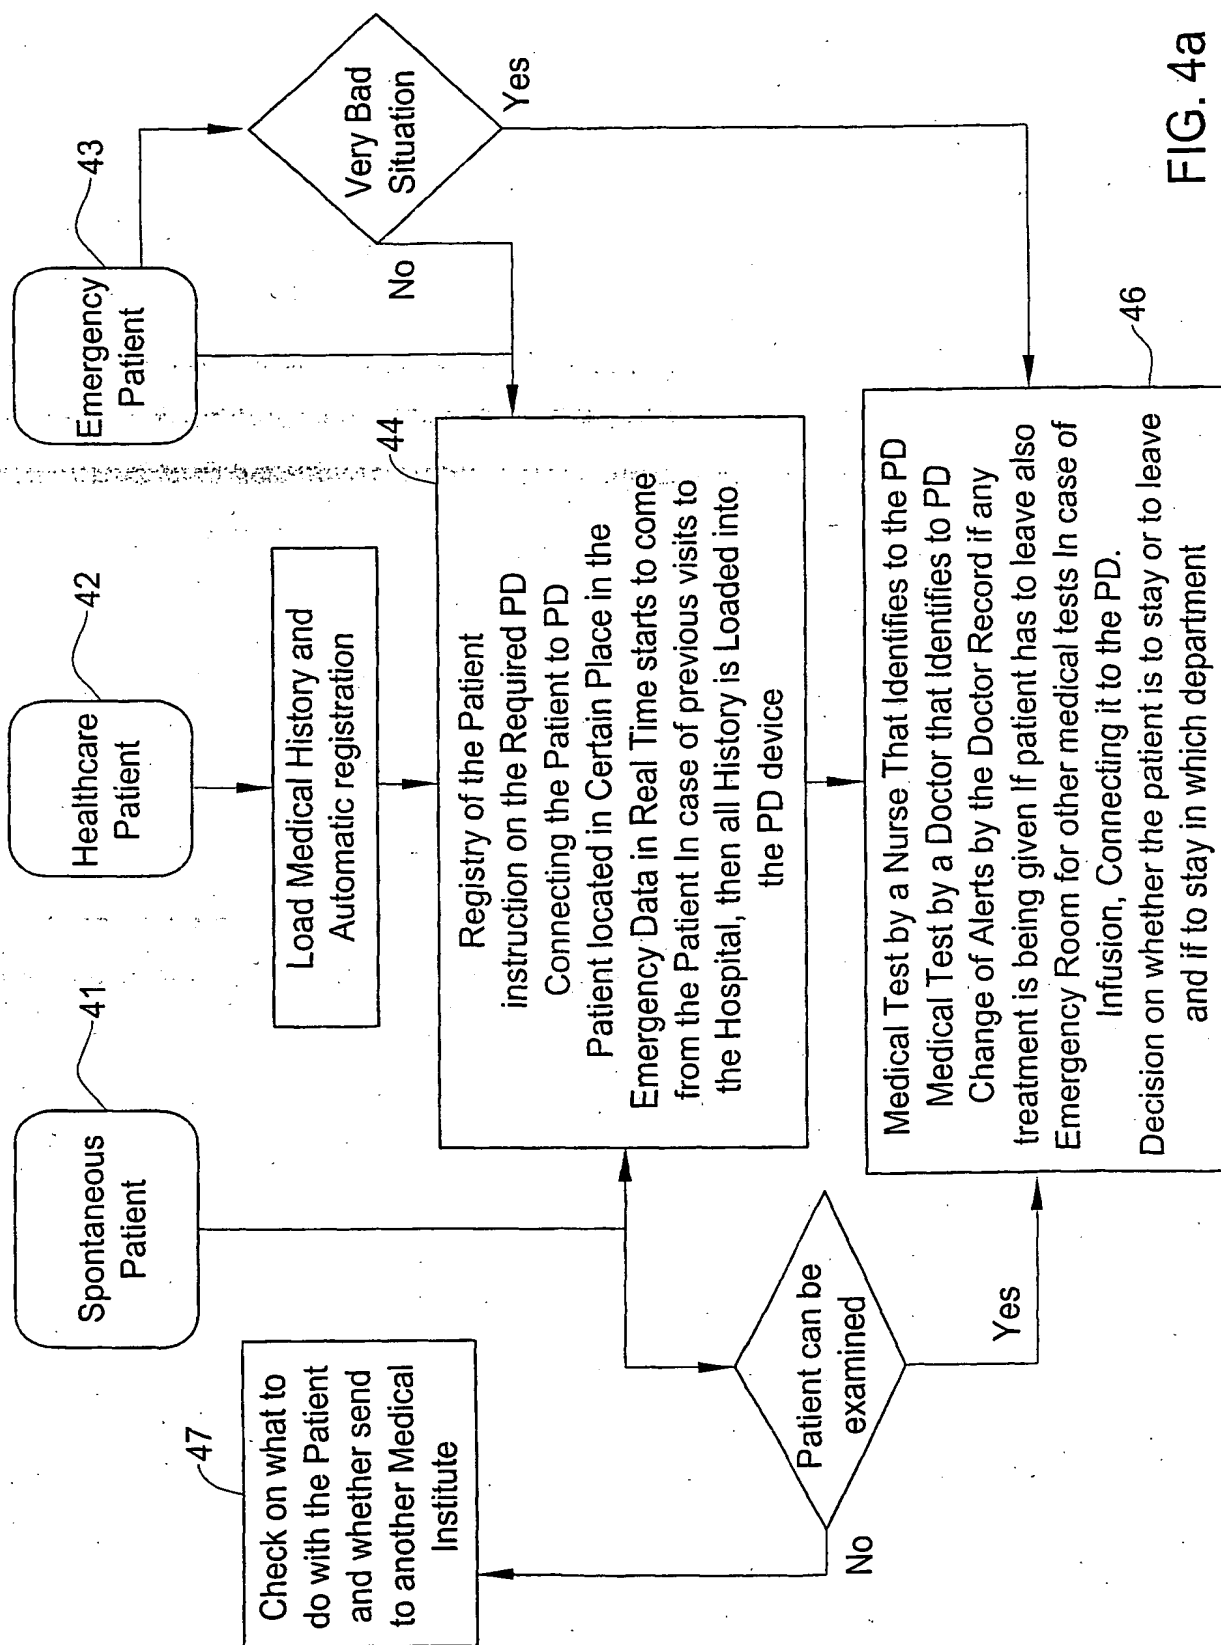 41
Spontaneous
Patient
42
Healthcare
Patient
43
Emergency
Patient
Load Medical History and
Automatic registration
Very Bad
Situation
No
Yes
47
Check on what to
do with the Patient
and whether send
to another Medical
Institute
44
Registry of the Patient
instruction on the Required PD
Connecting the Patient to PD
Patient located in Certain Place in the
Emergency Data in Real Time starts to come
from the Patient In case of previous visits to
the Hospital, then all History is Loaded into
the PD device
Patient can be
examined
No
Yes
46
Medical Test by a Nurse That Identifies to the PD
Medical Test by a Doctor that Identifies to PD
Change of Alerts by the Doctor Record if any
treatment is being given If patient has to leave also
Emergency Room for other medical tests In case of
Infusion, Connecting it to the PD.
Decision on whether the patient is to stay or to leave
and if to stay in which department
FIG. 4a